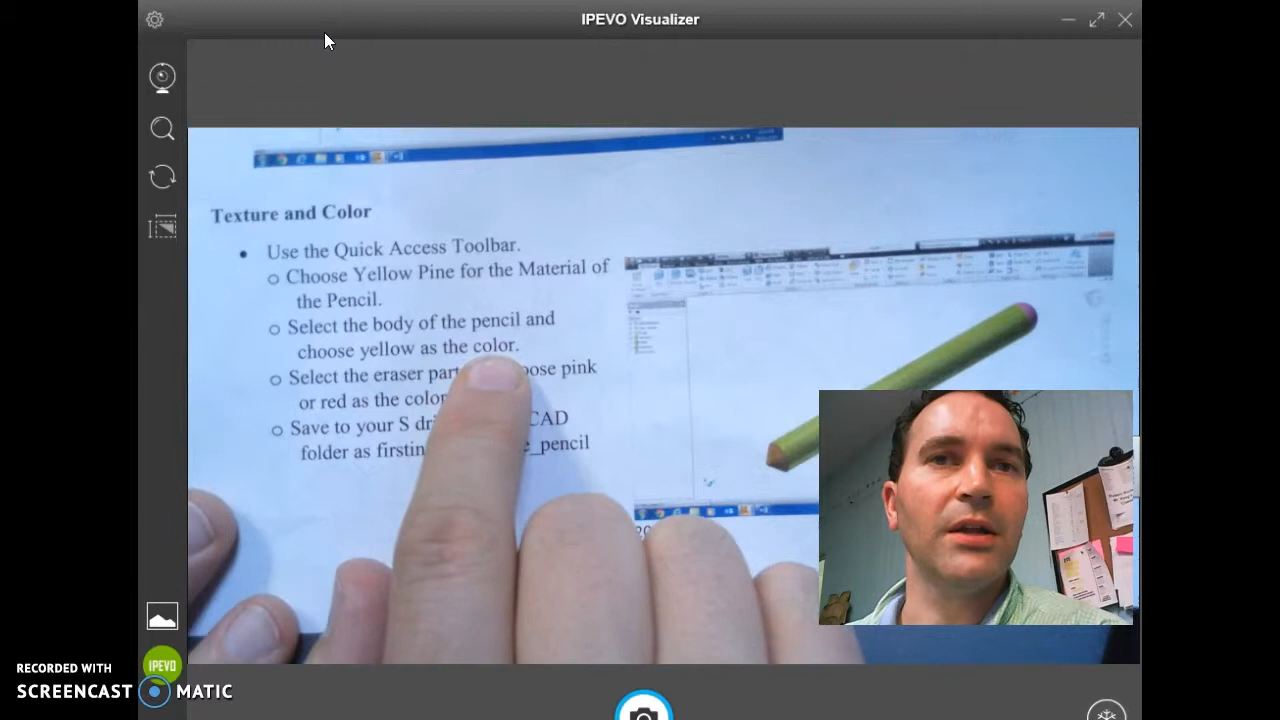 IPEVO Visualizer
Texture and Color
Use the Quick Access Toolbar.
Choose Yellow Pine for the Material of
the Pencil.
Select the body of the pencil and
choose yellow as the color.
Select the eraser part pink
or red as the color
Save to your S CAD
folder as _pencil
IPEVO
RECORDED WITH
SCREENCAST MATIC